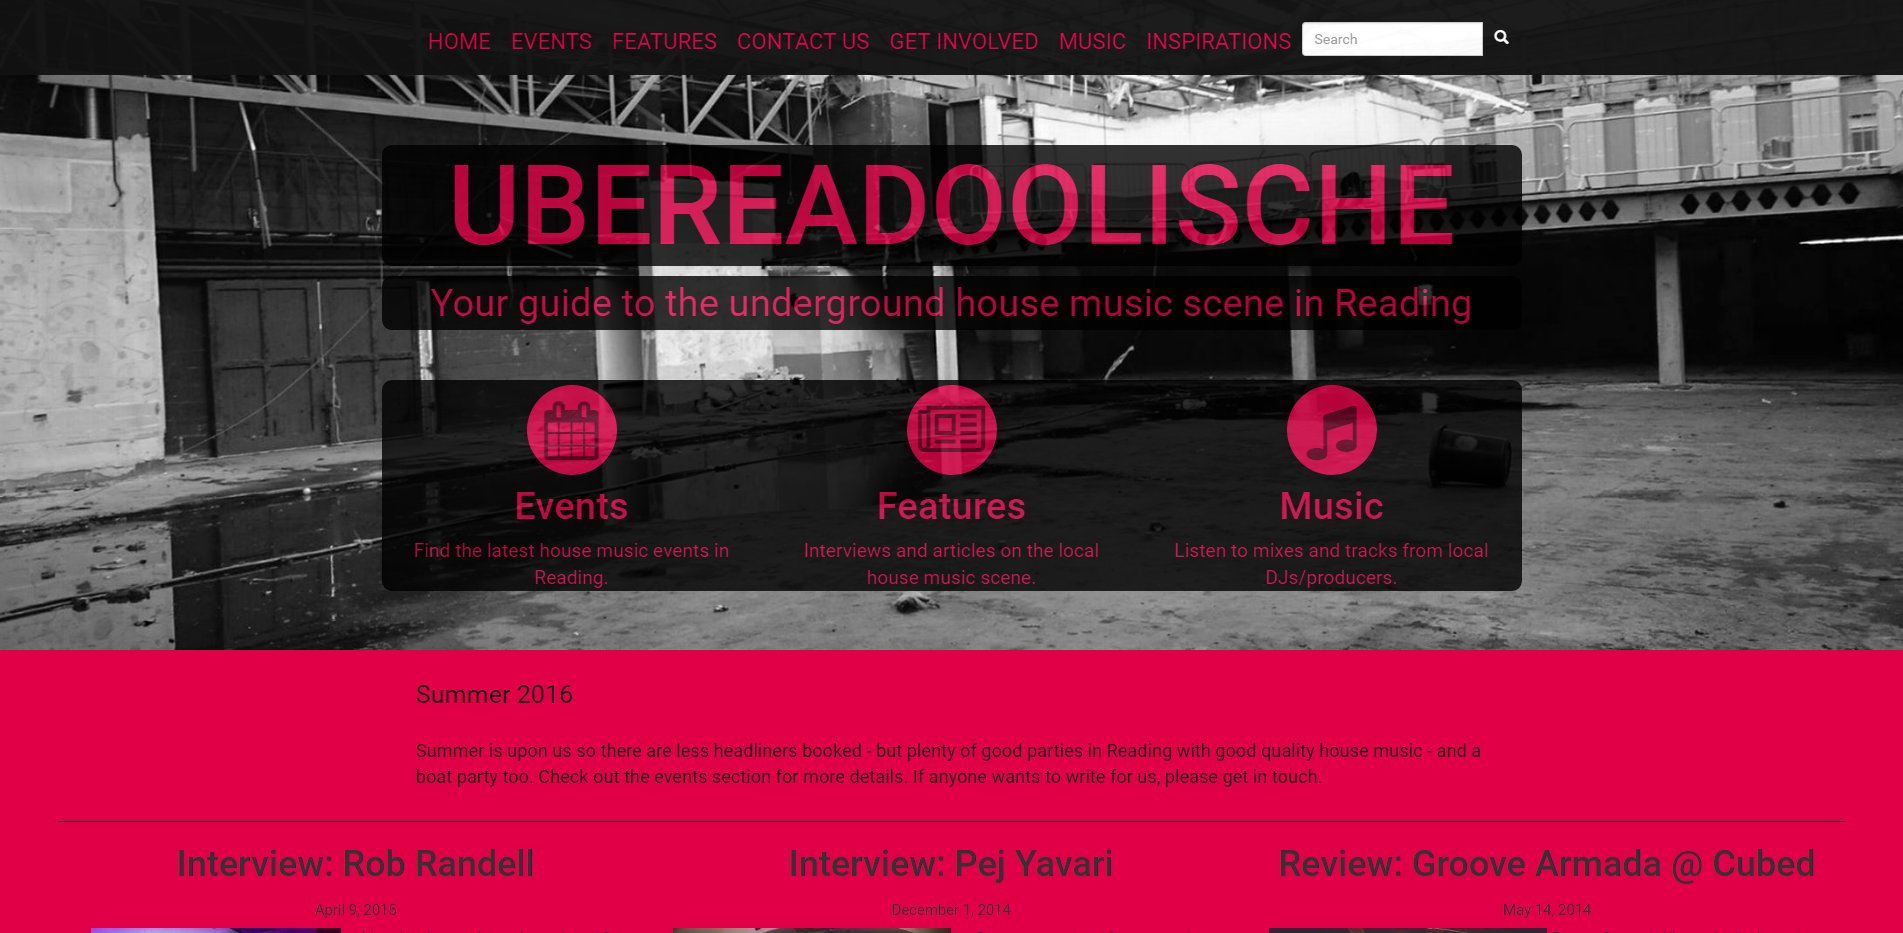 HOME EVENTS FEATURES CONTACT US GET INVOLVED MUSIC INSPIRATIONS Search
UBEREADOOLISCHE
Your guide to the underground house music scene in Reading
Events Features Music
Find the latest house music events in Reading.
Interviews and articles on the local house music scene.
Listen to mixes and tracks from local DJs/producers.
Summer 2016
Summer is upon us so there are less headliners booked - but plenty of good parties in Reading with good quality house music - and a
boat party too. Check out the events section for more details. If anyone wants to write for us, please get in touch.
Interview: Rob Randell
April 9, 2015
Interview: Pej Yavari
December 1, 2014
Review: Groove Armada @ Cubed
May 14, 2014